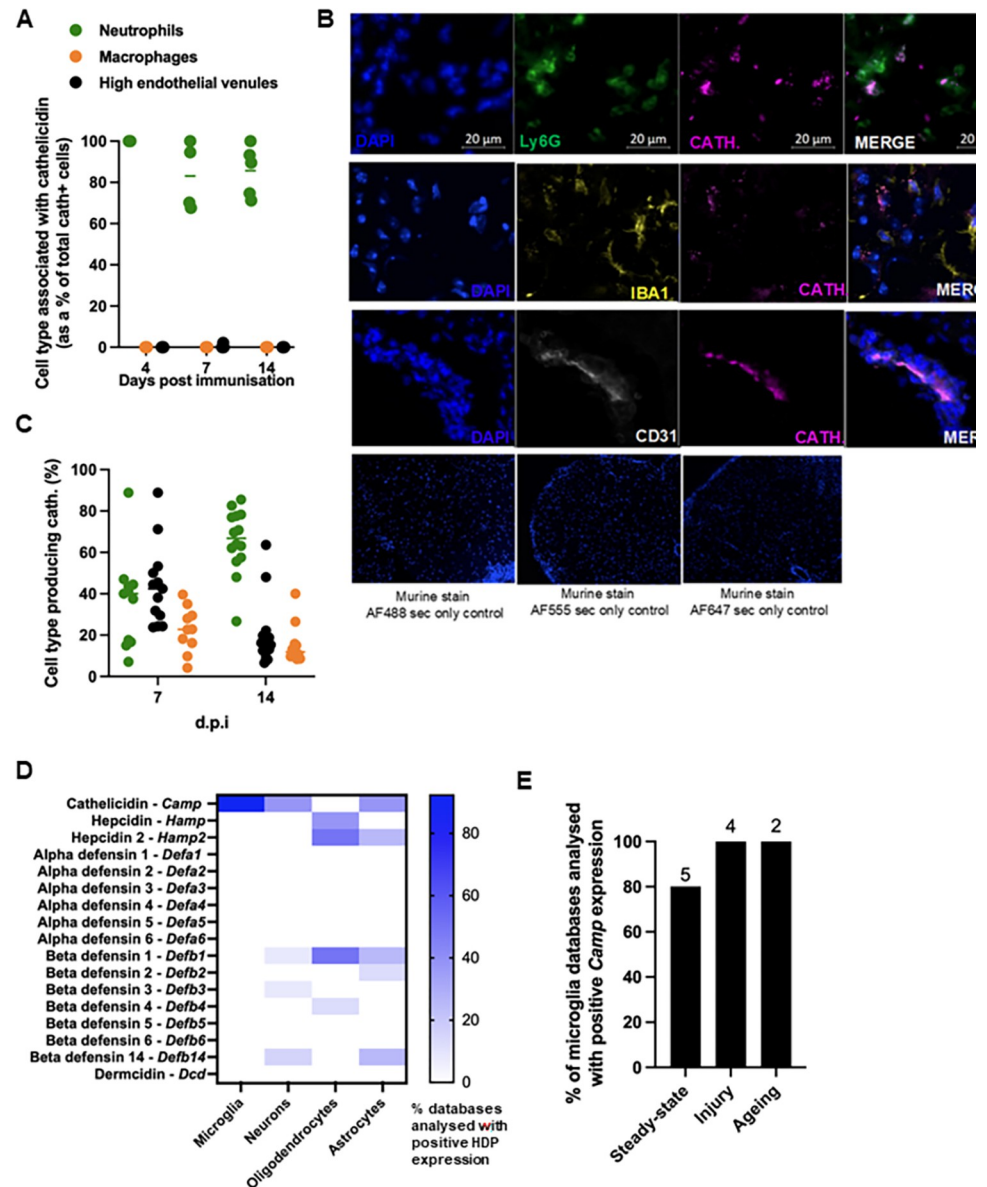 A
Neutrophils
Macrophages
High endothelial venules
Cell type associated with cathelicidin
(as a % of total cath+ cells)
100
80
60
40
20
0
4
7
14
Days post immunisation
B
DAPI
20 µm
Ly6G
20 µm
CATH.
20 µm
MERGE
20
DAPI
IBA1
CATH
MERG
DAPI
CD31
CATH.
MER
Murine stain
AF488 sec only control
Murine stain
AF555 sec only control
Murine stain
AF647 sec only control
C
Cell type producing cath. (%)
100
80
60
40
20
0
7
14
d.p.i
D
Cathelicidin - Camp
Hepcidin - Hamp
Hepcidin 2 - Hamp2
Alpha defensin 1 - Defa1
Alpha defensin 2 - Defa2
Alpha defensin 3 - Defa3
Alpha defensin 4 - Defa4
Alpha defensin 5 - Defa5
Alpha defensin 6 - Defa6
Beta defensin 1 - Defb1
Beta defensin 2 - Defb2
Beta defensin 3 - Defb3
Beta defensin 4 - Defb4
Beta defensin 5 - Defb5
Beta defensin 6 - Defb6
Beta defensin 14 - Defb14
Dermcidin - Dcd
Microglia
Neurons
Oligodendrocytes
Astrocytes
80
60
40
20
0
% databases
analysed with
positive HDP
expression
E
% of microglia databases analysed
with positive Camp expression
100
80
60
40
20
0
5
4
2
Steady-state
Injury
Ageing